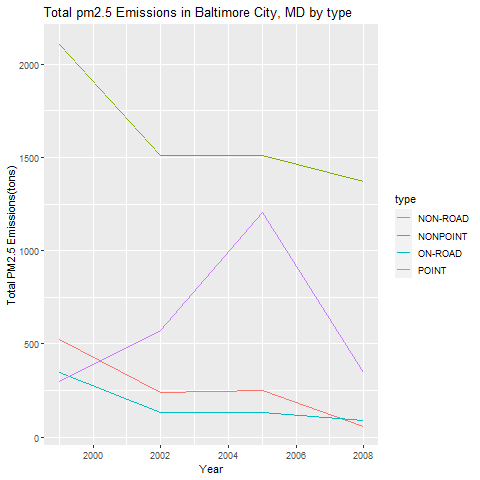 Total pm2.5 Emissions in Baltimore City, MD by type
Total PM2.5 Emissions(tons)
2000
1500
1000
500
0
2000
2002
2004
2006
2008
Year
type
NON-ROAD
NONPOINT
ON-ROAD
POINT